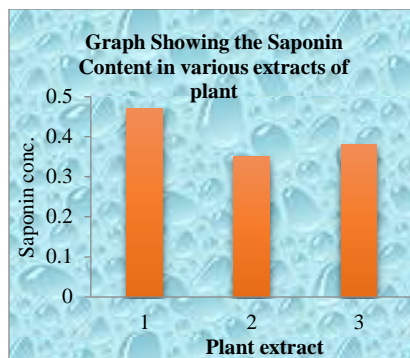 Graph Showing the Saponin
Content in various extracts of
plant
Saponin conc.
0.5
0.4
0.3
0.2
0.1
0
1 2 3
Plant extract